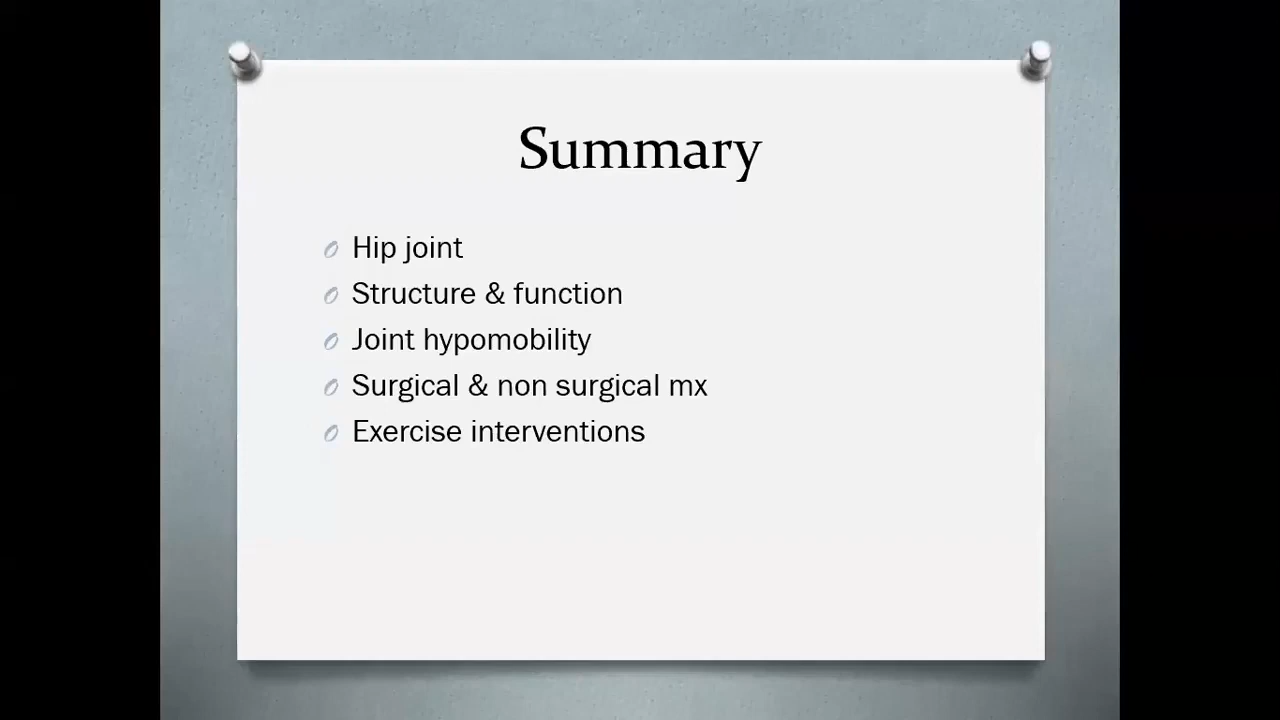 Summary
Hip joint
Structure & function
Joint hypomobility
Surgical & non surgical mx
Exercise interventions